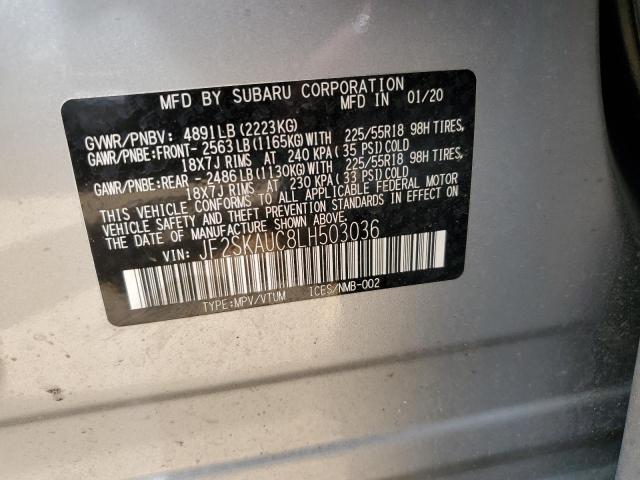 MFD BY SUBARU CORPORATION
MFD IN 01/20
GVWR/PNBV: 4891LB(2223KG)
GAWR/PNBE:FRONT-2563LB(1165KG)WITH 225/55R18 98H TIRES,
18X7J RIMS AT 240 KPA(35 PSI)COLD
GAWR/PNBE:REAR -2486LB(1130KG)WITH 225/55R18 98H TIRES,
18X7J RIMS AT 230 KPA(33 PSI)COLD
THIS VEHICLE CONFORMS TO ALL APPLICABLE FEDERAL MOTOR
VEHICLE SAFETY AND THEFT PREVENTION STANDARDS IN EFFECT ON
THE DATE OF MANUFACTURE SHOWN ABOVE.
VIN: JF2SKAUC8LH503036
TYPE:MPV/VTUM ICES/NMB-002